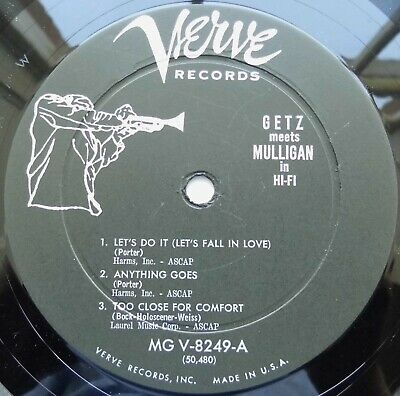 Verve
RECORDS
GETZ
meets
MULLIGAN
in
HI-FI
1. LET'S DO IT (LET'S FALL IN LOVE)
(Porter)
Harms, Inc. - ASCAP
2. ANYTHING GOES
(Porter)
Harms, Inc. - ASCAP
3. TOO CLOSE FOR COMFORT
(Bock-Holoscener-Weiss)
Laurel Music Corp. - ASCAP
MG V-8249-A
(50,480)
VERVE RECORDS, INC. MADE IN U.S.A.